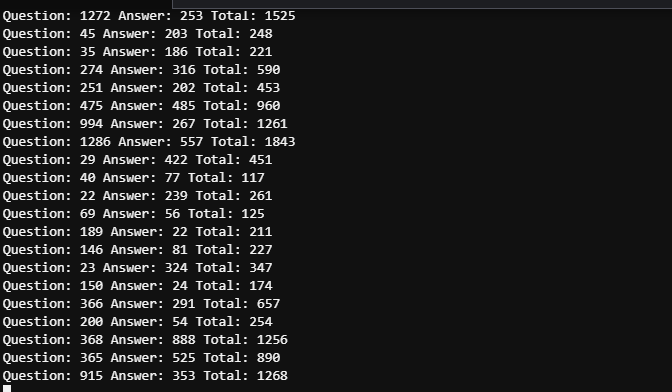 Question: 1272 Answer: 253 Total: 1525
Question: 45 Answer: 203 Total: 248
Question: 35 Answer: 186 Total: 221
Question: 274 Answer: 316 Total: 590
Question: 251 Answer: 202 Total: 453
Question: 475 Answer: 485 Total: 960
Question: 994 Answer: 267 Total: 1261
Question: 1286 Answer: 557 Total: 1843
Question: 29 Answer: 422 Total: 451
Question: 40 Answer: 77 Total: 117
Question: 22 Answer: 239 Total: 261
Question: 69 Answer: 56 Total: 125
Question: 189 Answer: 22 Total: 211
Question: 146 Answer: 81 Total: 227
Question: 23 Answer: 324 Total: 347
Question: 150 Answer: 24 Total: 174
Question: 366 Answer: 291 Total: 657
Question: 200 Answer: 54 Total: 254
Question: 368 Answer: 888 Total: 1256
Question: 365 Answer: 525 Total: 890
Question: 915 Answer: 353 Total: 1268